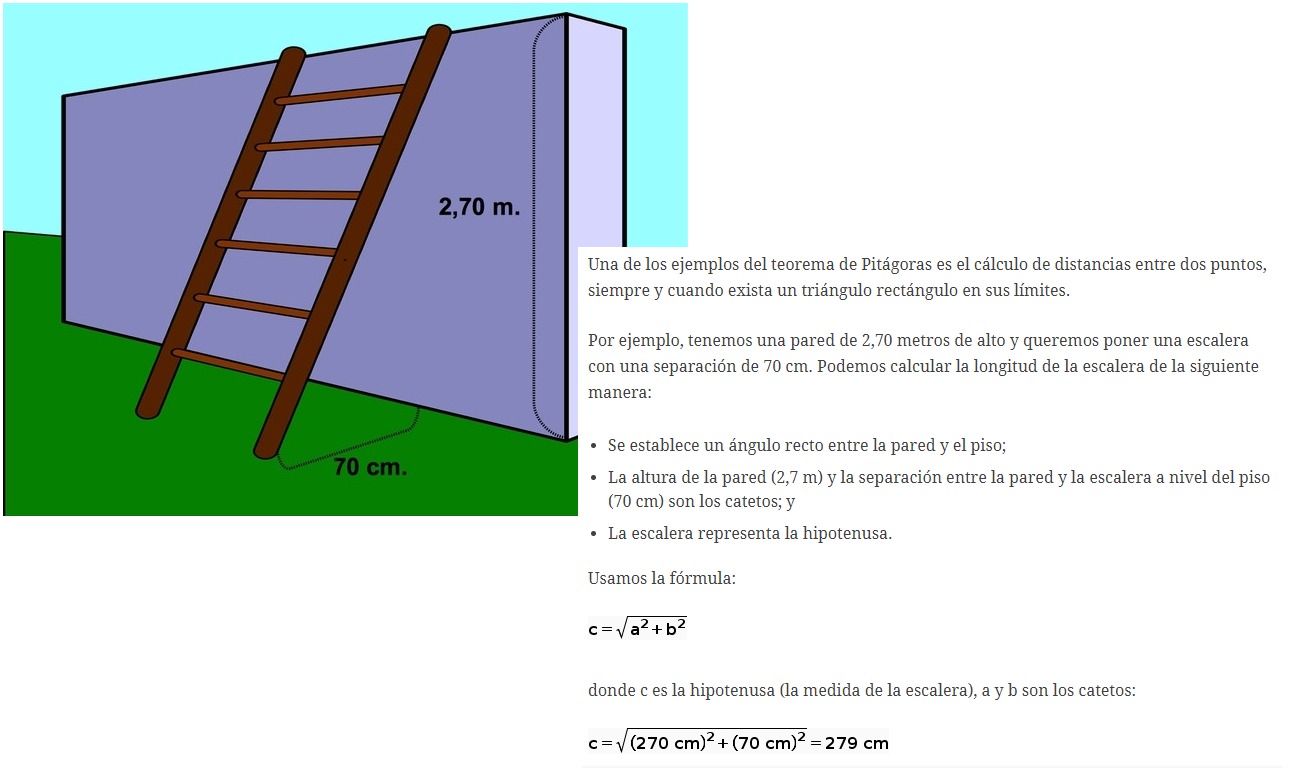 2,70 m.
70 cm.
Una de los ejemplos del teorema de Pitágoras es el cálculo de distancias entre dos puntos,
siempre y cuando exista un triángulo rectángulo en sus límites.
Por ejemplo, tenemos una pared de 2,70 metros de alto y queremos poner una escalera
con una separación de 70 cm. Podemos calcular la longitud de la escalera de la siguiente
manera:
• Se establece un ángulo recto entre la pared y el piso;
• La altura de la pared (2,7 m) y la separación entre la pared y la escalera a nivel del piso
(70 cm) son los catetos; y
• La escalera representa la hipotenusa.
Usamos la fórmula:
c = √a² + b²
donde c es la hipotenusa (la medida de la escalera), a y b son los catetos:
c = √(270 cm)² + (70 cm)² = 279 cm